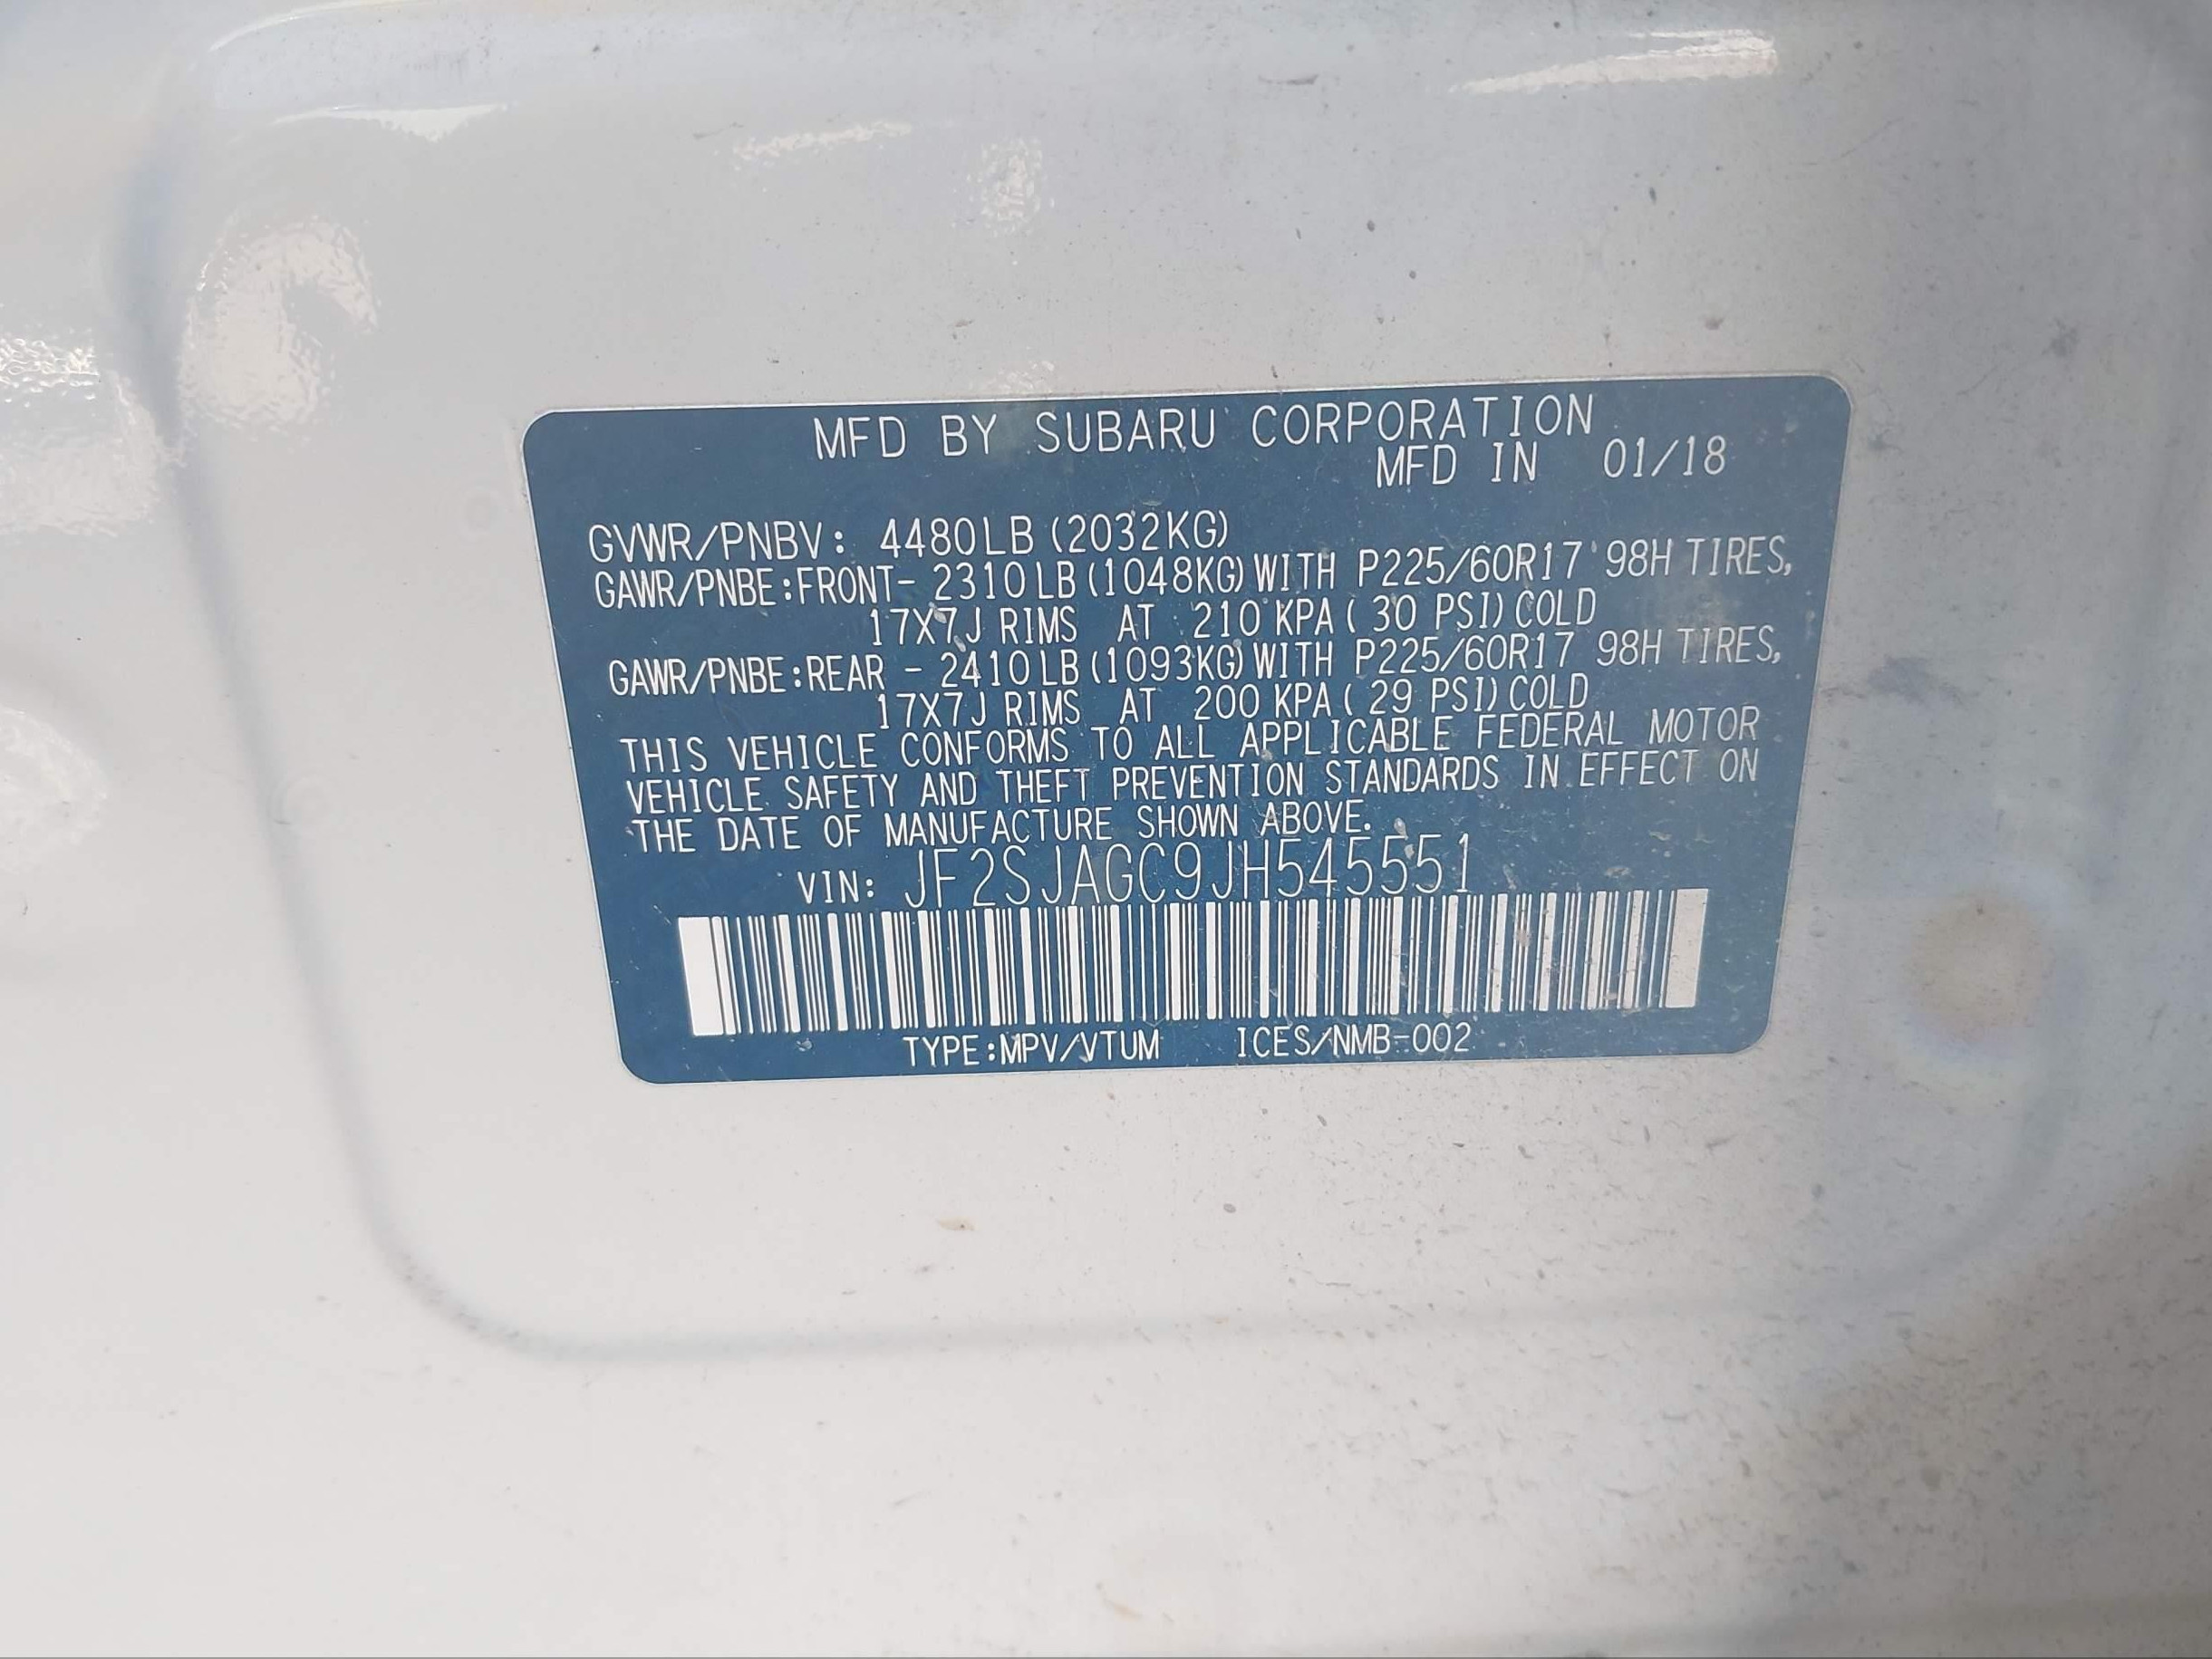 MFD BY SUBARU CORPORATION
MFD IN 01/18
GVWR/PNBV: 4480LB (2032KG)
GAWR/PNBE:FRONT- 2310LB(1048KG)WITH P225/60R17 98H TIRES,
17X7J RIMS AT 210 KPA( 30 PSI)COLD
GAWR/PNBE:REAR - 2410LB(1093KG)WITH P225/60R17 98H TIRES,
17X7J RIMS AT 200 KPA( 29 PSI)COLD
THIS VEHICLE CONFORMS TO ALL APPLICABLE FEDERAL MOTOR
VEHICLE SAFETY AND THEFT PREVENTION STANDARDS IN EFFECT ON
THE DATE OF MANUFACTURE SHOWN ABOVE.
VIN: JF2SJAGC9JH545551
TYPE:MPV/VTUM ICES/NMB-002